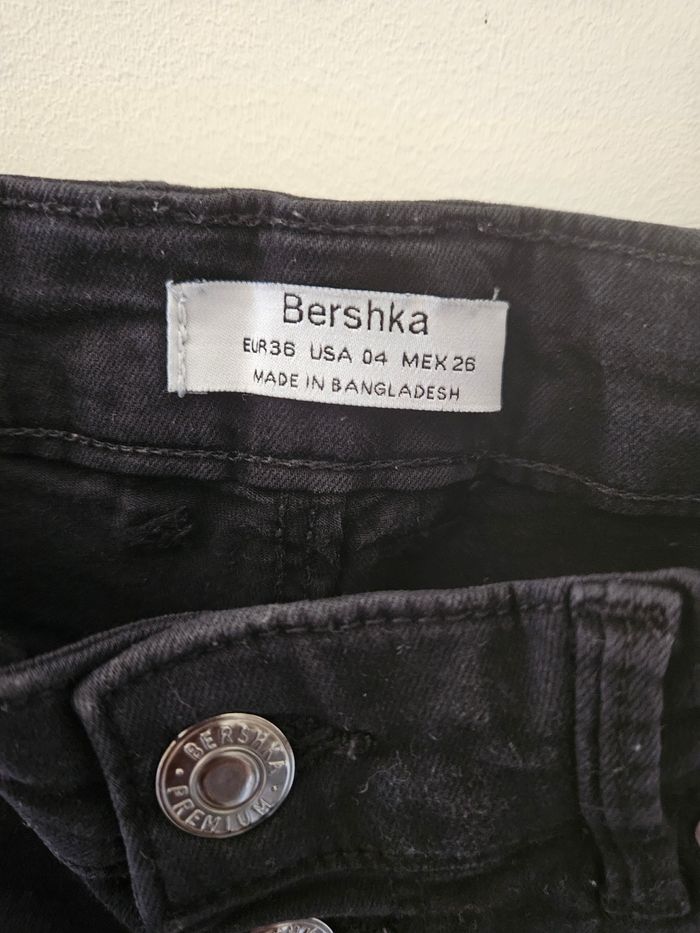 Bershka
EUR36 USA 04 MEX 26
MADE IN BANGLADESH
BERSHKA
PREMIUM